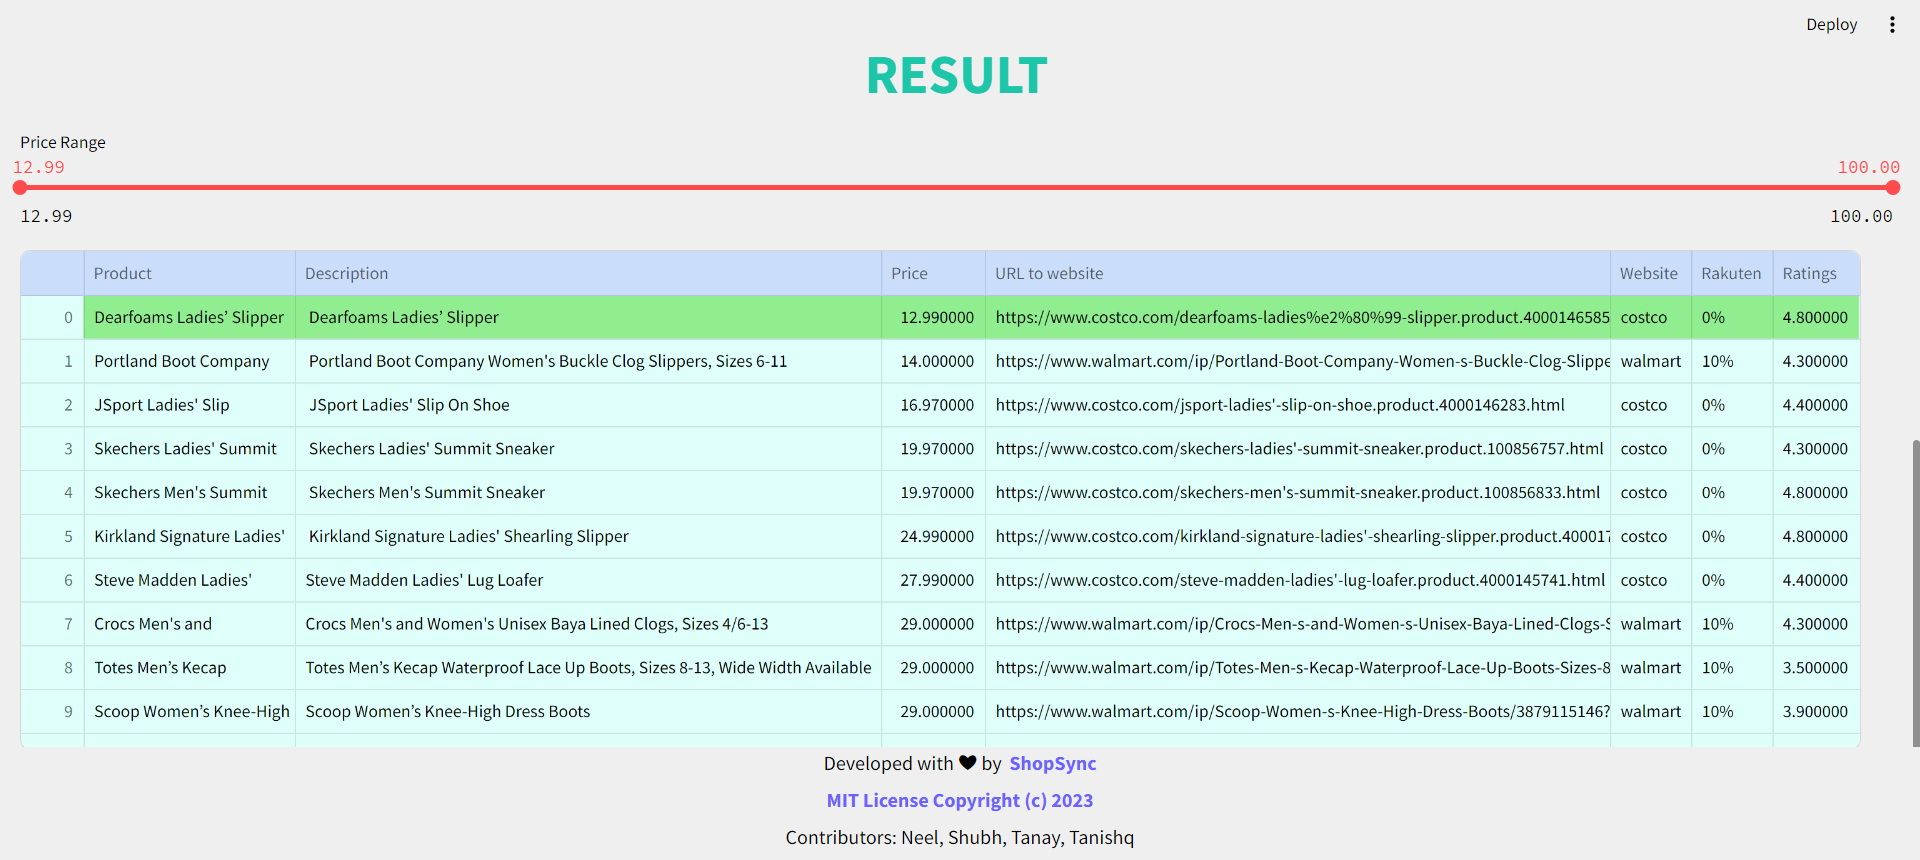 Deploy
RESULT
Price Range
12.99 100.00
12.99 100.00
Product Description Price URL to website Website Rakuten Ratings
0 Dearfoams Ladies’ Slipper Dearfoams Ladies’ Slipper 12.990000 https://www.costco.com/dearfoams-ladies%e2%80%99-slipper.product.4000146585 costco 0% 4.800000
1 Portland Boot Company Portland Boot Company Women's Buckle Clog Slippers, Sizes 6-11 14.000000 https://www.walmart.com/ip/Portland-Boot-Company-Women-s-Buckle-Clog-Slippe walmart 10% 4.300000
2 JSport Ladies' Slip JSport Ladies' Slip On Shoe 16.970000 https://www.costco.com/jsport-ladies'-slip-on-shoe.product.4000146283.html costco 0% 4.400000
3 Skechers Ladies' Summit Skechers Ladies' Summit Sneaker 19.970000 https://www.costco.com/skechers-ladies'-summit-sneaker.product.100856757.html costco 0% 4.300000
4 Skechers Men's Summit Skechers Men's Summit Sneaker 19.970000 https://www.costco.com/skechers-men's-summit-sneaker.product.100856833.html costco 0% 4.800000
5 Kirkland Signature Ladies' Kirkland Signature Ladies' Shearling Slipper 24.990000 https://www.costco.com/kirkland-signature-ladies'-shearling-slipper.product.400017 costco 0% 4.800000
6 Steve Madden Ladies' Steve Madden Ladies' Lug Loafer 27.990000 https://www.costco.com/steve-madden-ladies'-lug-loafer.product.4000145741.html costco 0% 4.400000
7 Crocs Men's and Crocs Men's and Women's Unisex Baya Lined Clogs, Sizes 4/6-13 29.000000 https://www.walmart.com/ip/Crocs-Men-s-and-Women-s-Unisex-Baya-Lined-Clogs-S walmart 10% 4.300000
8 Totes Men’s Kecap Totes Men’s Kecap Waterproof Lace Up Boots, Sizes 8-13, Wide Width Available 29.000000 https://www.walmart.com/ip/Totes-Men-s-Kecap-Waterproof-Lace-Up-Boots-Sizes-8 walmart 10% 3.500000
9 Scoop Women’s Knee-High Scoop Women’s Knee-High Dress Boots 29.000000 https://www.walmart.com/ip/Scoop-Women-s-Knee-High-Dress-Boots/3879115146? walmart 10% 3.900000
Developed with ❤ by ShopSync
MIT License Copyright (c) 2023
Contributors: Neel, Shubh, Tanay, Tanishq